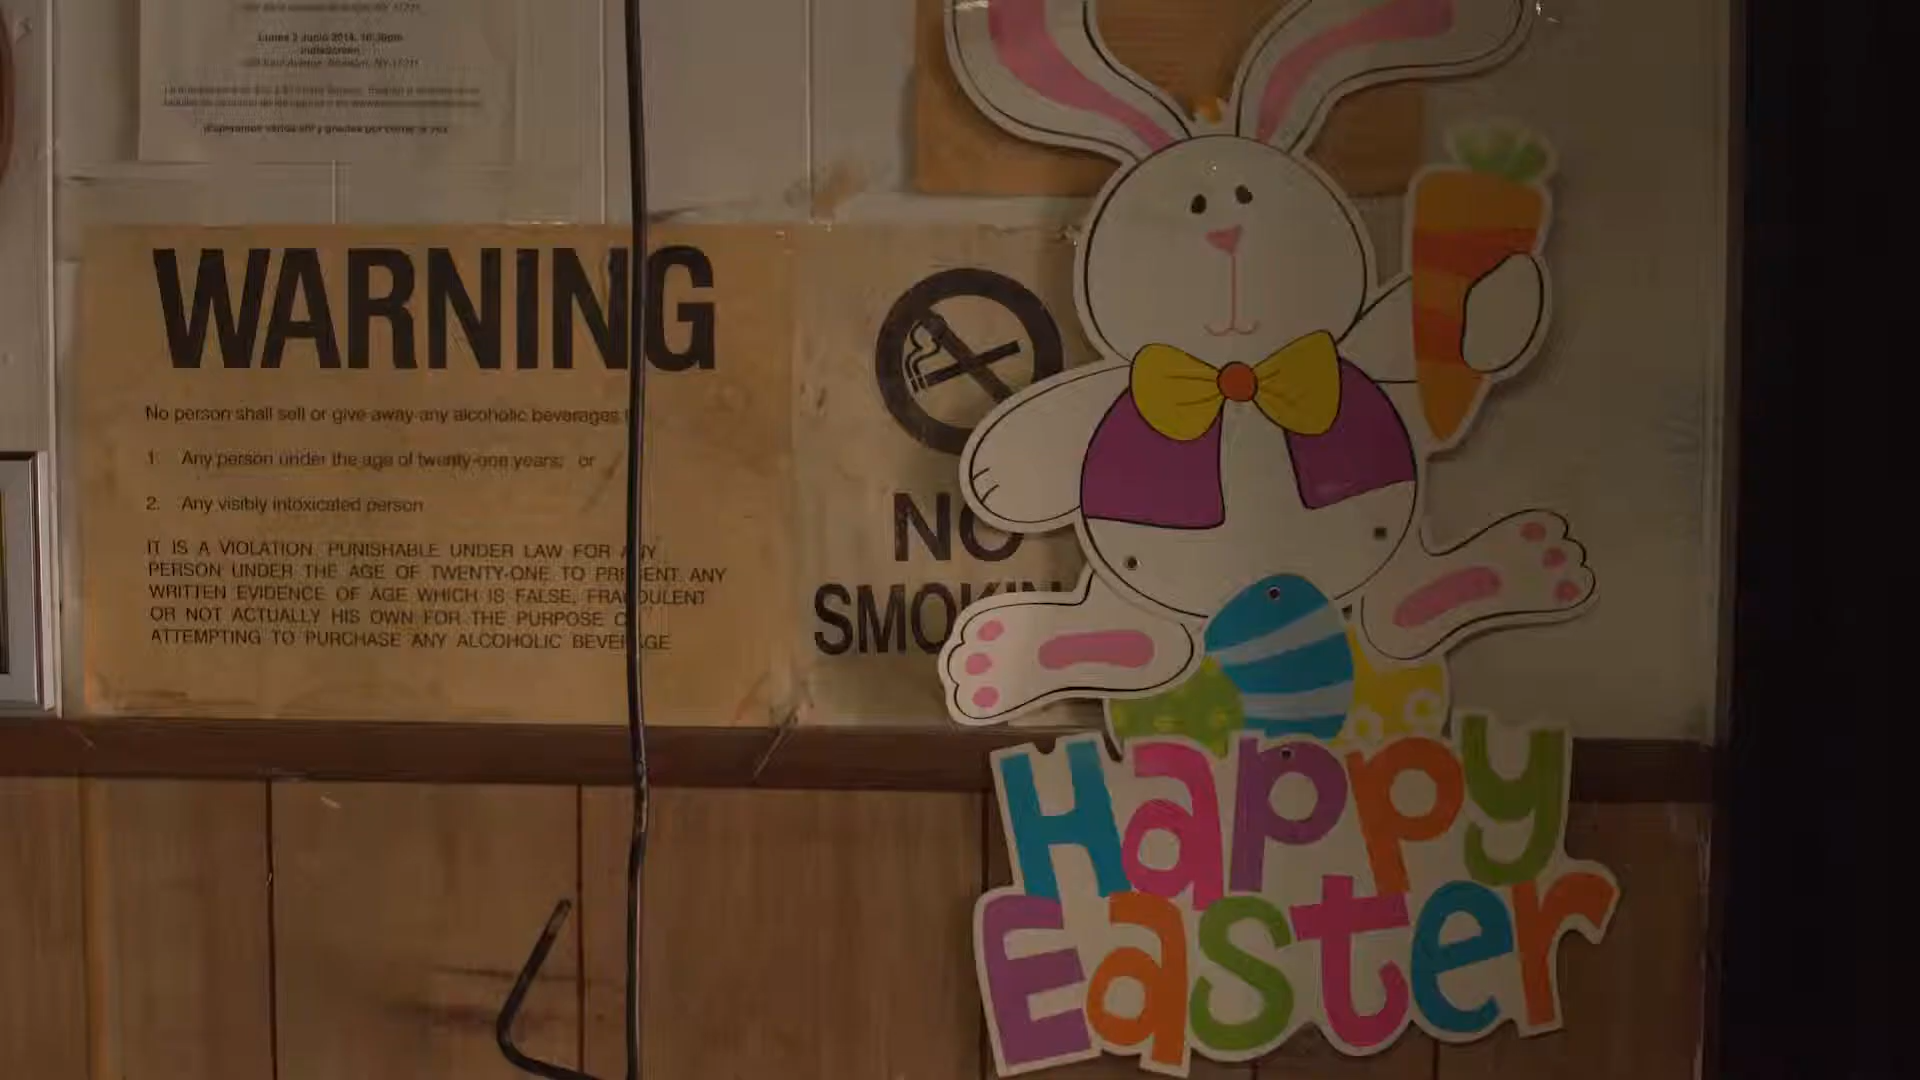 Lunes 2 Junio 2014, 10:30pm
Indiescreen
WARNING
No person shall sell or give away any alcoholic beverages
1. Any person under the age of twenty-one years; or
2. Any visibly intoxicated person
IT IS A VIOLATION PUNISHABLE UNDER LAW FOR ANY
PERSON UNDER THE AGE OF TWENTY-ONE TO PRESENT ANY
WRITTEN EVIDENCE OF AGE WHICH IS FALSE, FRAUDULENT
OR NOT ACTUALLY HIS OWN FOR THE PURPOSE O
ATTEMPTING TO PURCHASE ANY ALCOHOLIC BEVERAGE
NO
SMOKIN
Happy
Easter